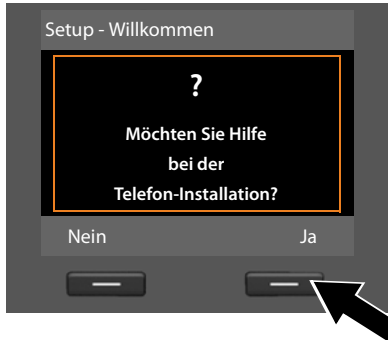 Setup - Willkommen
?
Möchten Sie Hilfe
bei der
Telefon-Installation?
Nein Ja